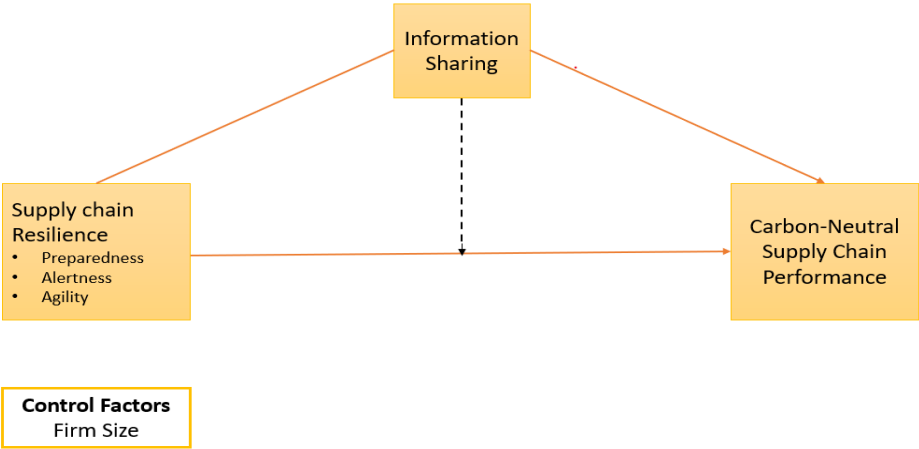 Information
Sharing
Supply chain
Resilience
• Preparedness
• Alertness
• Agility
Carbon-Neutral
Supply Chain
Performance
Control Factors
Firm Size